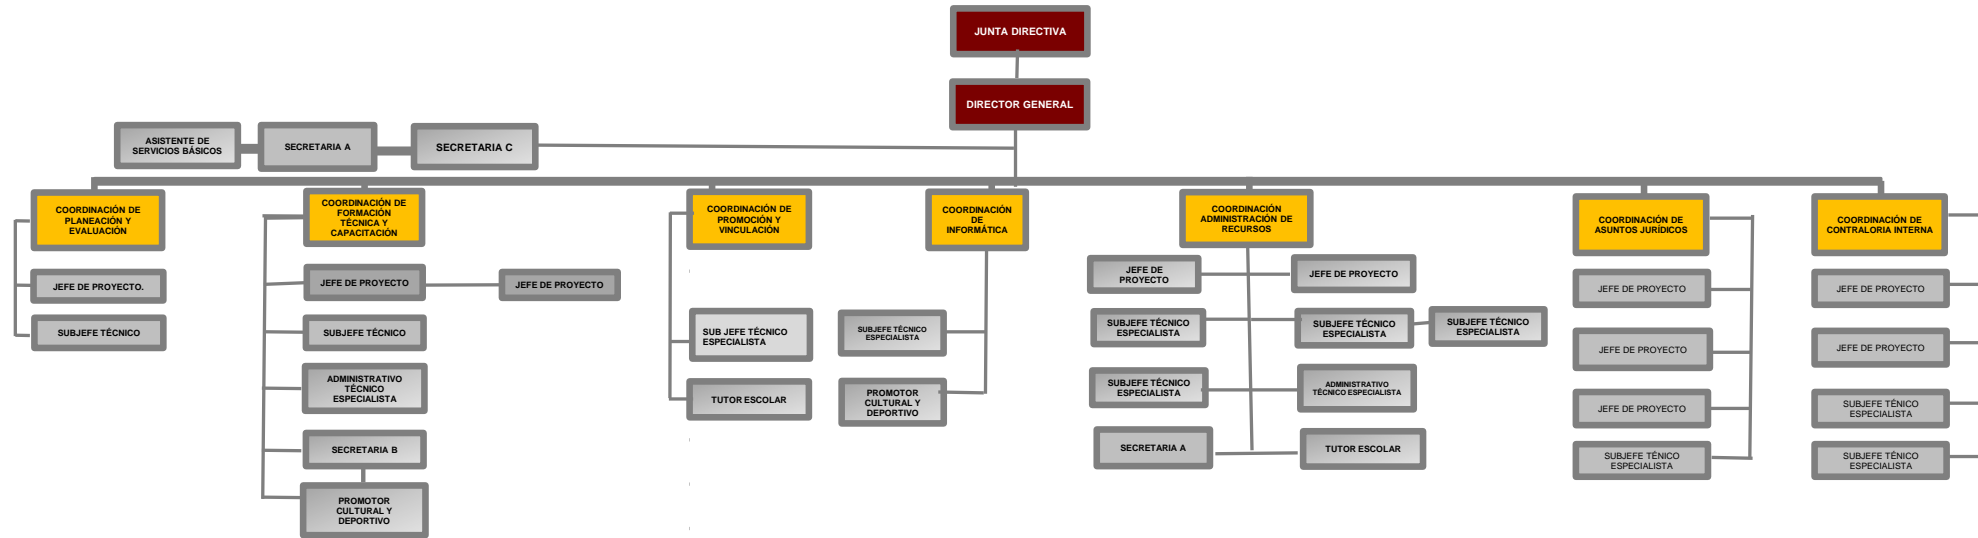 JUNTA DIRECTIVA
DIRECTOR GENERAL
ASISTENTE DE
SERVICIOS BÁSICOS
SECRETARIA A
SECRETARIA C
COORDINACIÓN DE
PLANEACIÓN Y
EVALUACIÓN
JEFE DE PROYECTO.
SUBJEFE TÉCNICO
COORDINACIÓN DE
FORMACIÓN
TÉCNICA Y
CAPACITACIÓN
JEFE DE PROYECTO
JEFE DE PROYECTO
SUBJEFE TÉCNICO
ADMINISTRATIVO
TÉCNICO
ESPECIALISTA
SECRETARIA B
PROMOTOR
CULTURAL Y
DEPORTIVO
COORDINACIÓN DE
PROMOCIÓN Y
VINCULACIÓN
SUB JEFE TÉCNICO
ESPECIALISTA
TUTOR ESCOLAR
COORDINACIÓN
DE
INFORMÁTICA
SUBJEFE TÉCNICO
ESPECIALISTA
PROMOTOR
CULTURAL Y
DEPORTIVO
COORDINACIÓN
ADMINISTRACIÓN DE
RECURSOS
JEFE DE
PROYECTO
JEFE DE PROYECTO
SUBJEFE TÉCNICO
ESPECIALISTA
SUBJEFE TÉCNICO
ESPECIALISTA
SUBJEFE TÉCNICO
ESPECIALISTA
SUBJEFE TÉCNICO
ESPECIALISTA
ADMINISTRATIVO
TÉCNICO ESPECIALISTA
SECRETARIA A
TUTOR ESCOLAR
COORDINACIÓN DE
ASUNTOS JURÍDICOS
JEFE DE PROYECTO
JEFE DE PROYECTO
JEFE DE PROYECTO
SUBJEFE TÉNICO
ESPECIALISTA
COORDINACIÓN DE
CONTRALORIA INTERNA
JEFE DE PROYECTO
JEFE DE PROYECTO
SUBJEFE TÉNICO
ESPECIALISTA
SUBJEFE TÉNICO
ESPECIALISTA